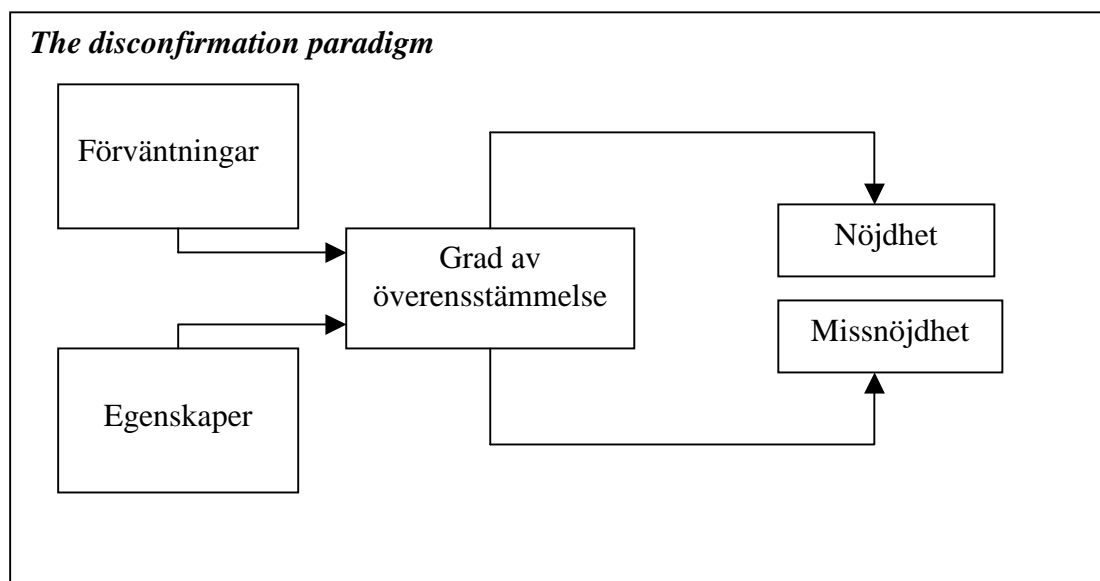 The disconfirmation paradigm
Förväntningar
Grad av
överensstämmelse
Nöjdhet
Missnöjdhet
Egenskaper